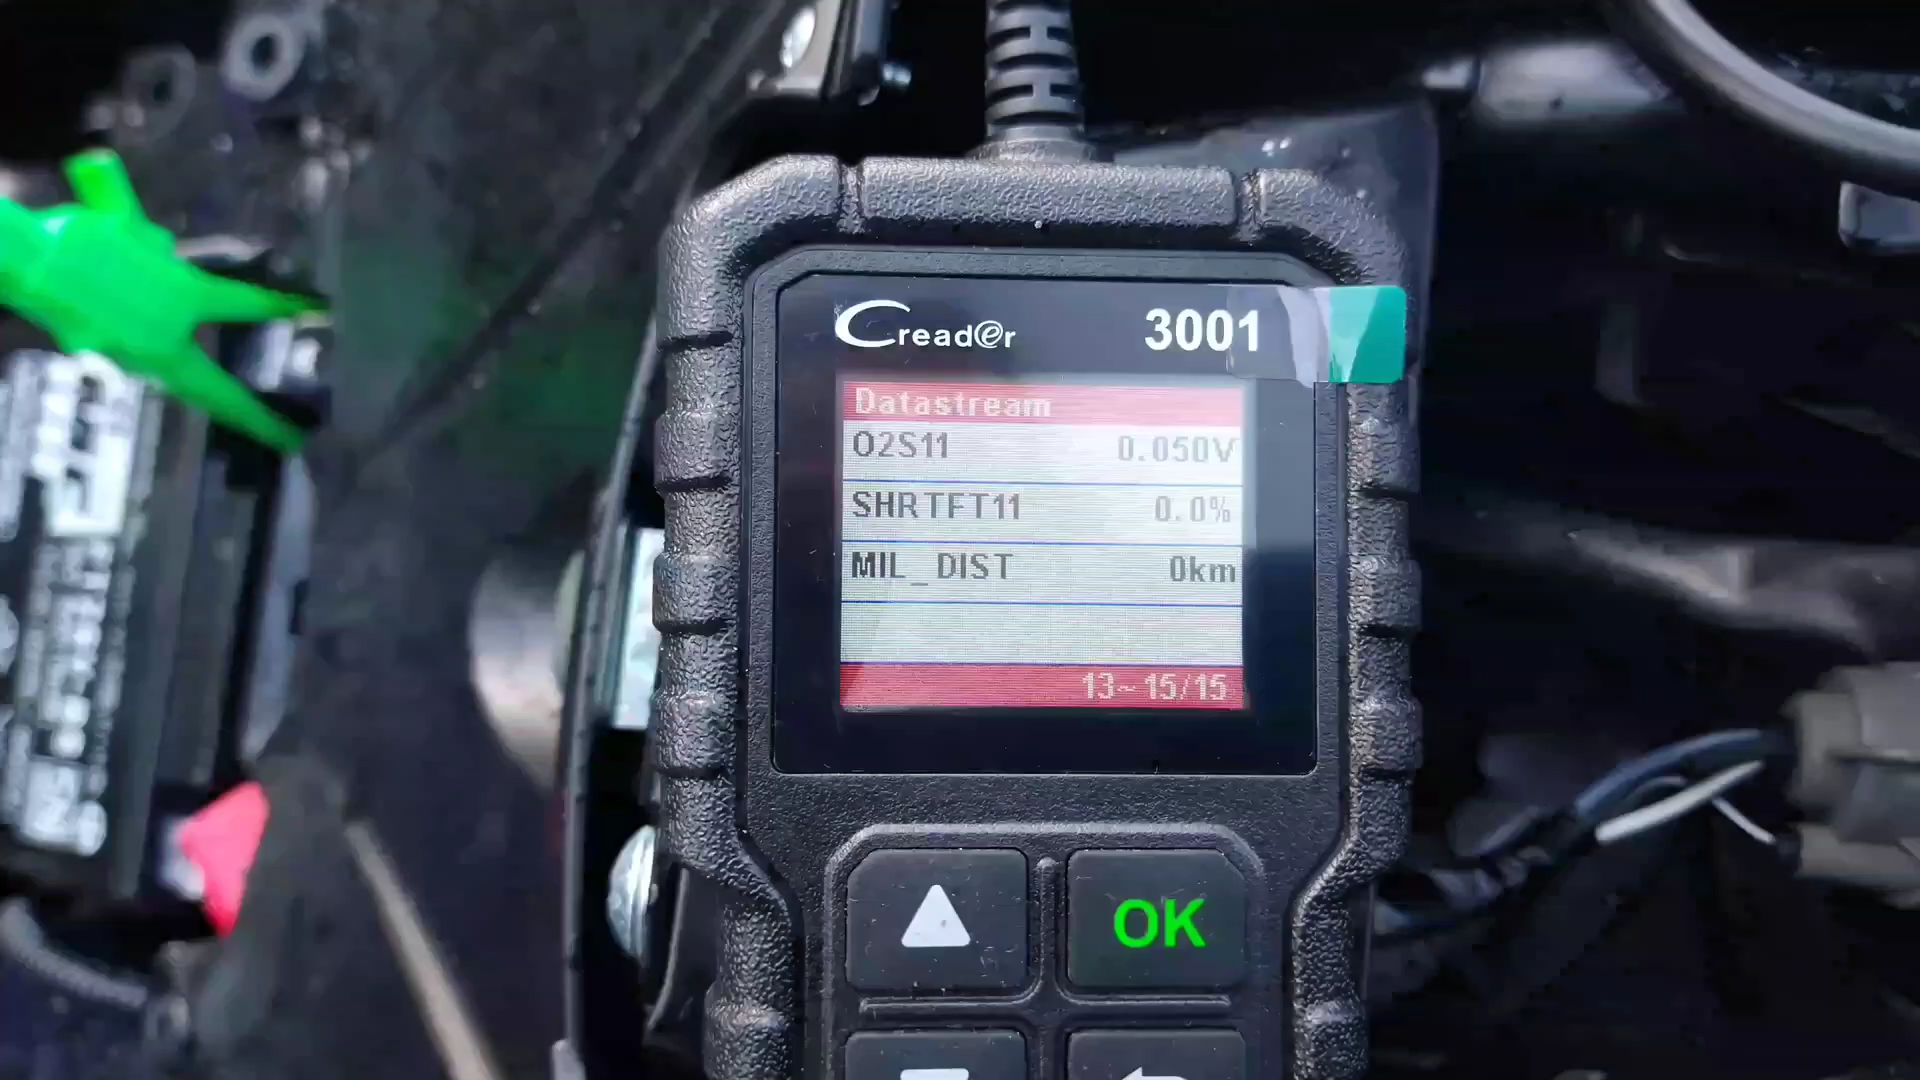 Creader 3001
Datastream
O2S11 0.050V
SHRTFT11 0.0%
MIL_DIST 0km
13~15/15
OK